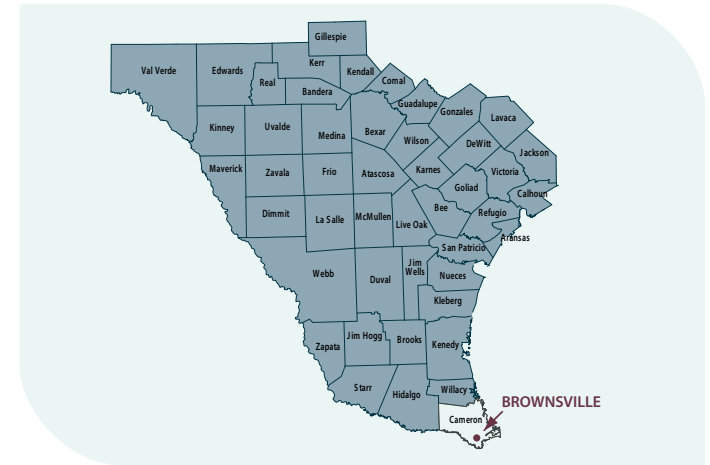 Gillespie
Val Verde
Edwards
Real
Kerr
Kendall
Bandera
Comal
Guadalupe
Gonzales
Lavaca
Kinney
Uvalde
Medina
Bexar
Wilson
DeWitt
Jackson
Maverick
Zavala
Frio
Atascosa
Karnes
Victoria
Goliad
Calhoun
Dimmit
La Salle
McMullen
Live Oak
Bee
Refugio
Aransas
San Patricio
Webb
Duval
Jim
Wells
Nueces
Kleberg
Zapata
Jim Hogg
Brooks
Kenedy
Starr
Hidalgo
Willacy
Cameron
BROWNSVILLE